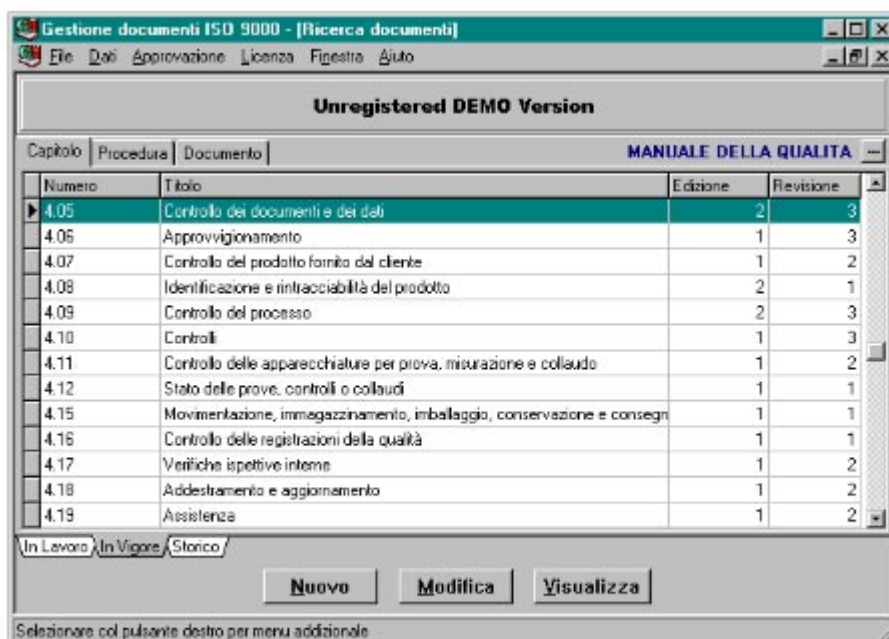 Gestione documenti ISO 9000 - [Ricerca documenti]
File Dati Approvazione Licenza Finestra Aiuto
Unregistered DEMO Version
Capitolo Procedura Documento MANUALE DELLA QUALITA ...
Numero Titolo Edizione Revisione
4.05 Controllo dei documenti e dei dati 2 3
4.06 Approvvigionamento 1 3
4.07 Controllo del prodotto fornito dal cliente 1 2
4.08 Identificazione e rintracciabilità del prodotto 2 1
4.09 Controllo del processo 2 3
4.10 Controlli 1 3
4.11 Controllo delle apparecchiature per prova, misurazione e collaudo 1 2
4.12 Stato delle prove, controlli o collaudi 1 1
4.15 Movimentazione, immagazzinamento, imballaggio, conservazione e consegn 1 1
4.16 Controllo delle registrazioni della qualità 1 1
4.17 Verifiche ispettive interne 1 2
4.18 Addestramento e aggiornamento 1 2
4.19 Assistenza 1 2
In Lavoro In Vigore Storico
Nuovo Modifica Visualizza
Selezionare col pulsante destro per menu addizionale